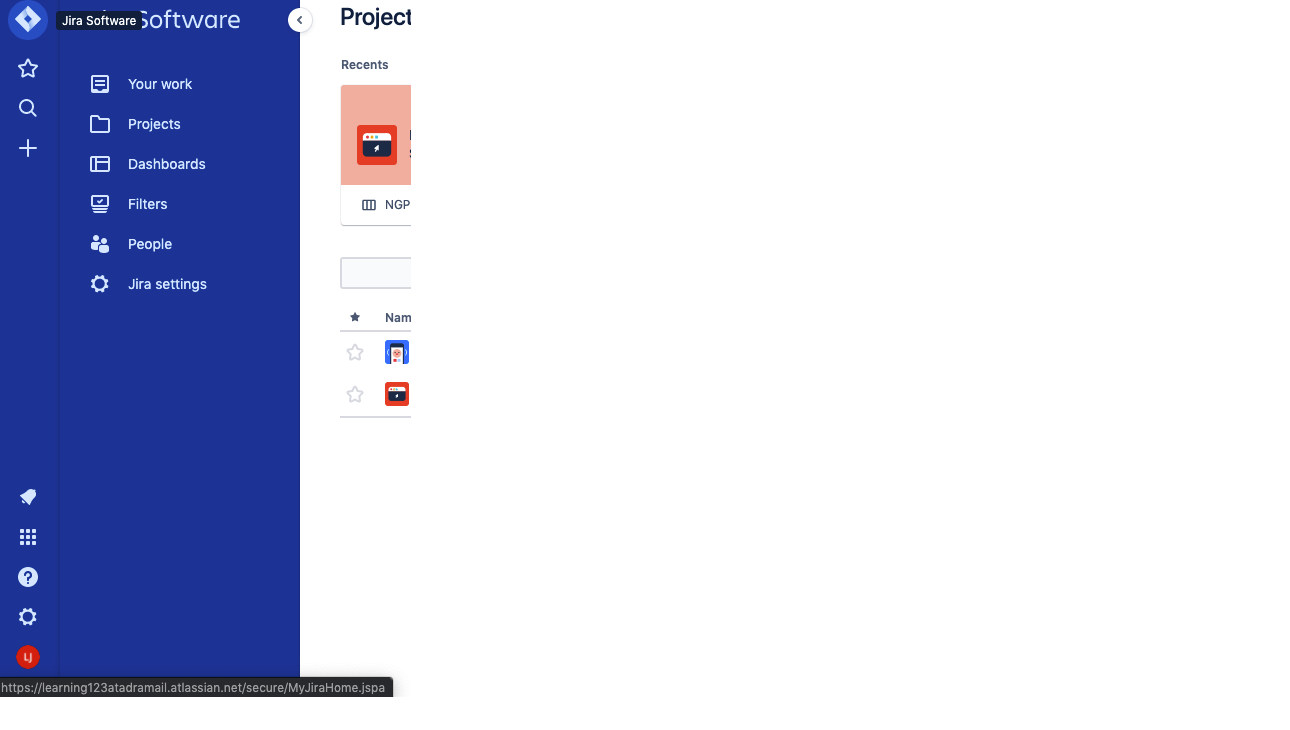 Jira Software
Software
Your work
Projects
Dashboards
Filters
People
Jira settings
LJ
Project
Recents
NGP
Nam
https://learning123atadramail.atlassian.net/secure/MyJiraHome.jspa